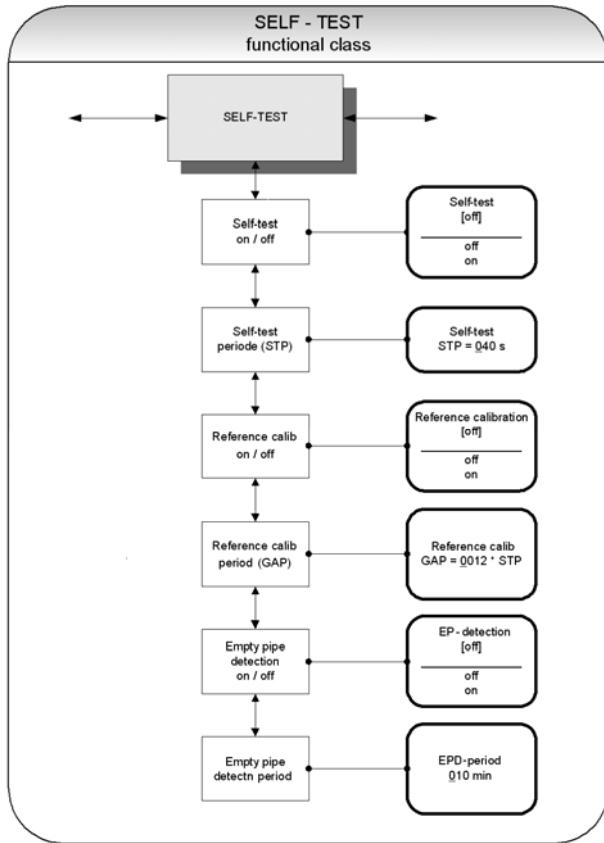 SELF - TEST
functional class
SELF-TEST
Self-test
on / off
Self-test
[off]
off
on
Self-test
periode (STP)
Self-test
STP = 040 s
Reference calib
on / off
Reference calibration
[off]
off
on
Reference calib
period (GAP)
Reference calib
GAP = 0012 * STP
Empty pipe
detection
on / off
EP-detection
[off]
off
on
Empty pipe
detectn period
EPD-period
010 min